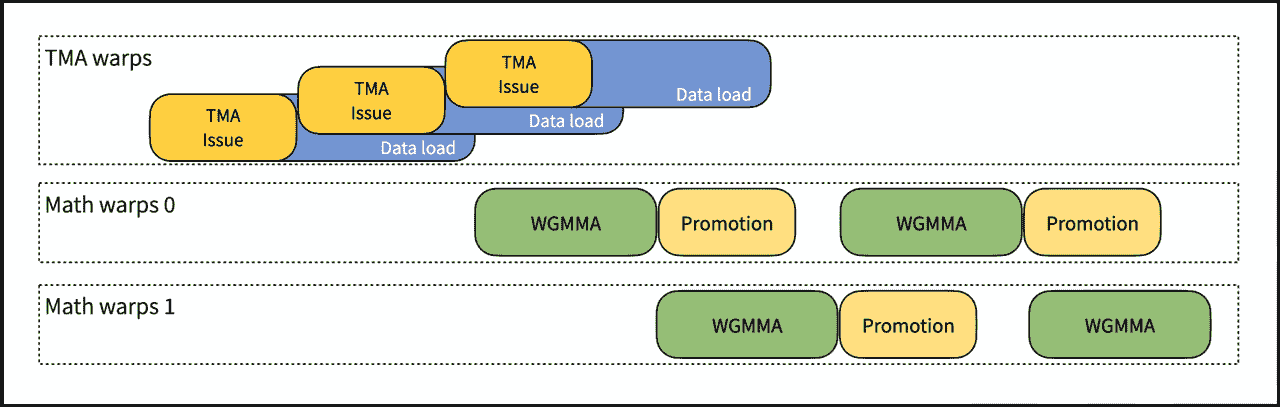 TMA warps
TMA
Issue
Data load
TMA
Issue
Data load
TMA
Issue
Data load
Math warps 0
WGMMA
Promotion
WGMMA
Promotion
Math warps 1
WGMMA
Promotion
WGMMA